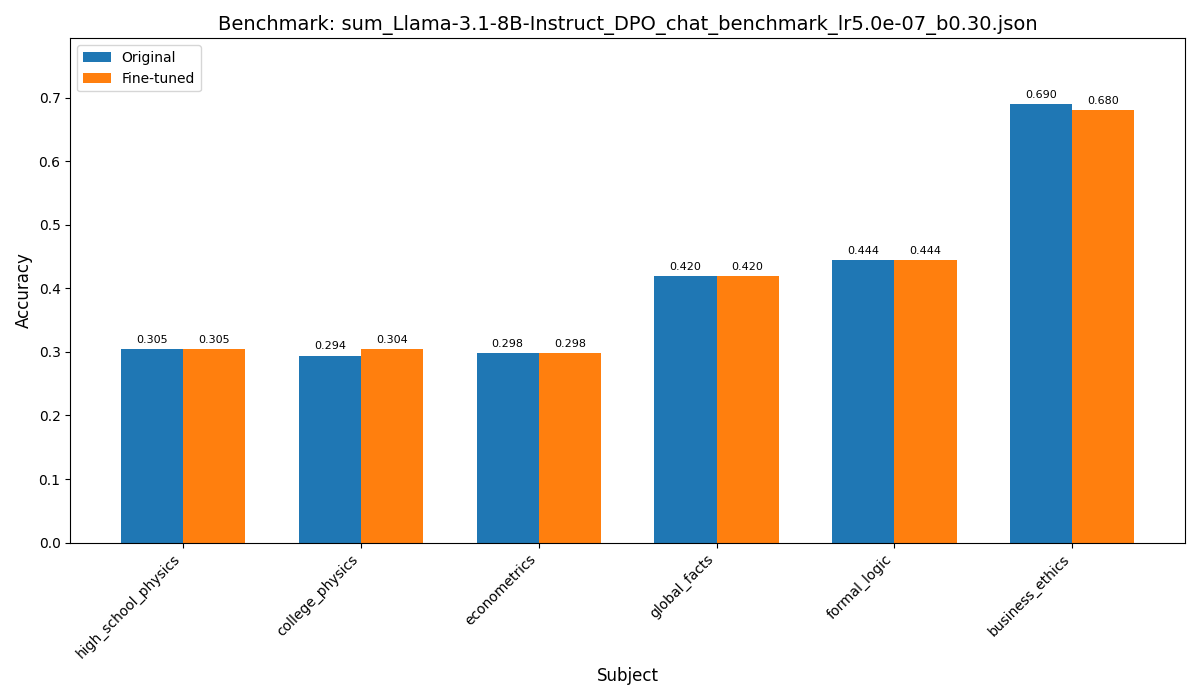 Benchmark: sum_Llama-3.1-8B-Instruct_DPO_chat_benchmark_lr5.0e-07_b0.30.json
Original
Fine-tuned
Accuracy
0.7
0.6
0.5
0.4
0.3
0.2
0.1
0.0
0.305
0.305
0.294
0.304
0.298
0.298
0.420
0.420
0.444
0.444
0.690
0.680
high_school_physics
college_physics
econometrics
global_facts
formal_logic
business_ethics
Subject